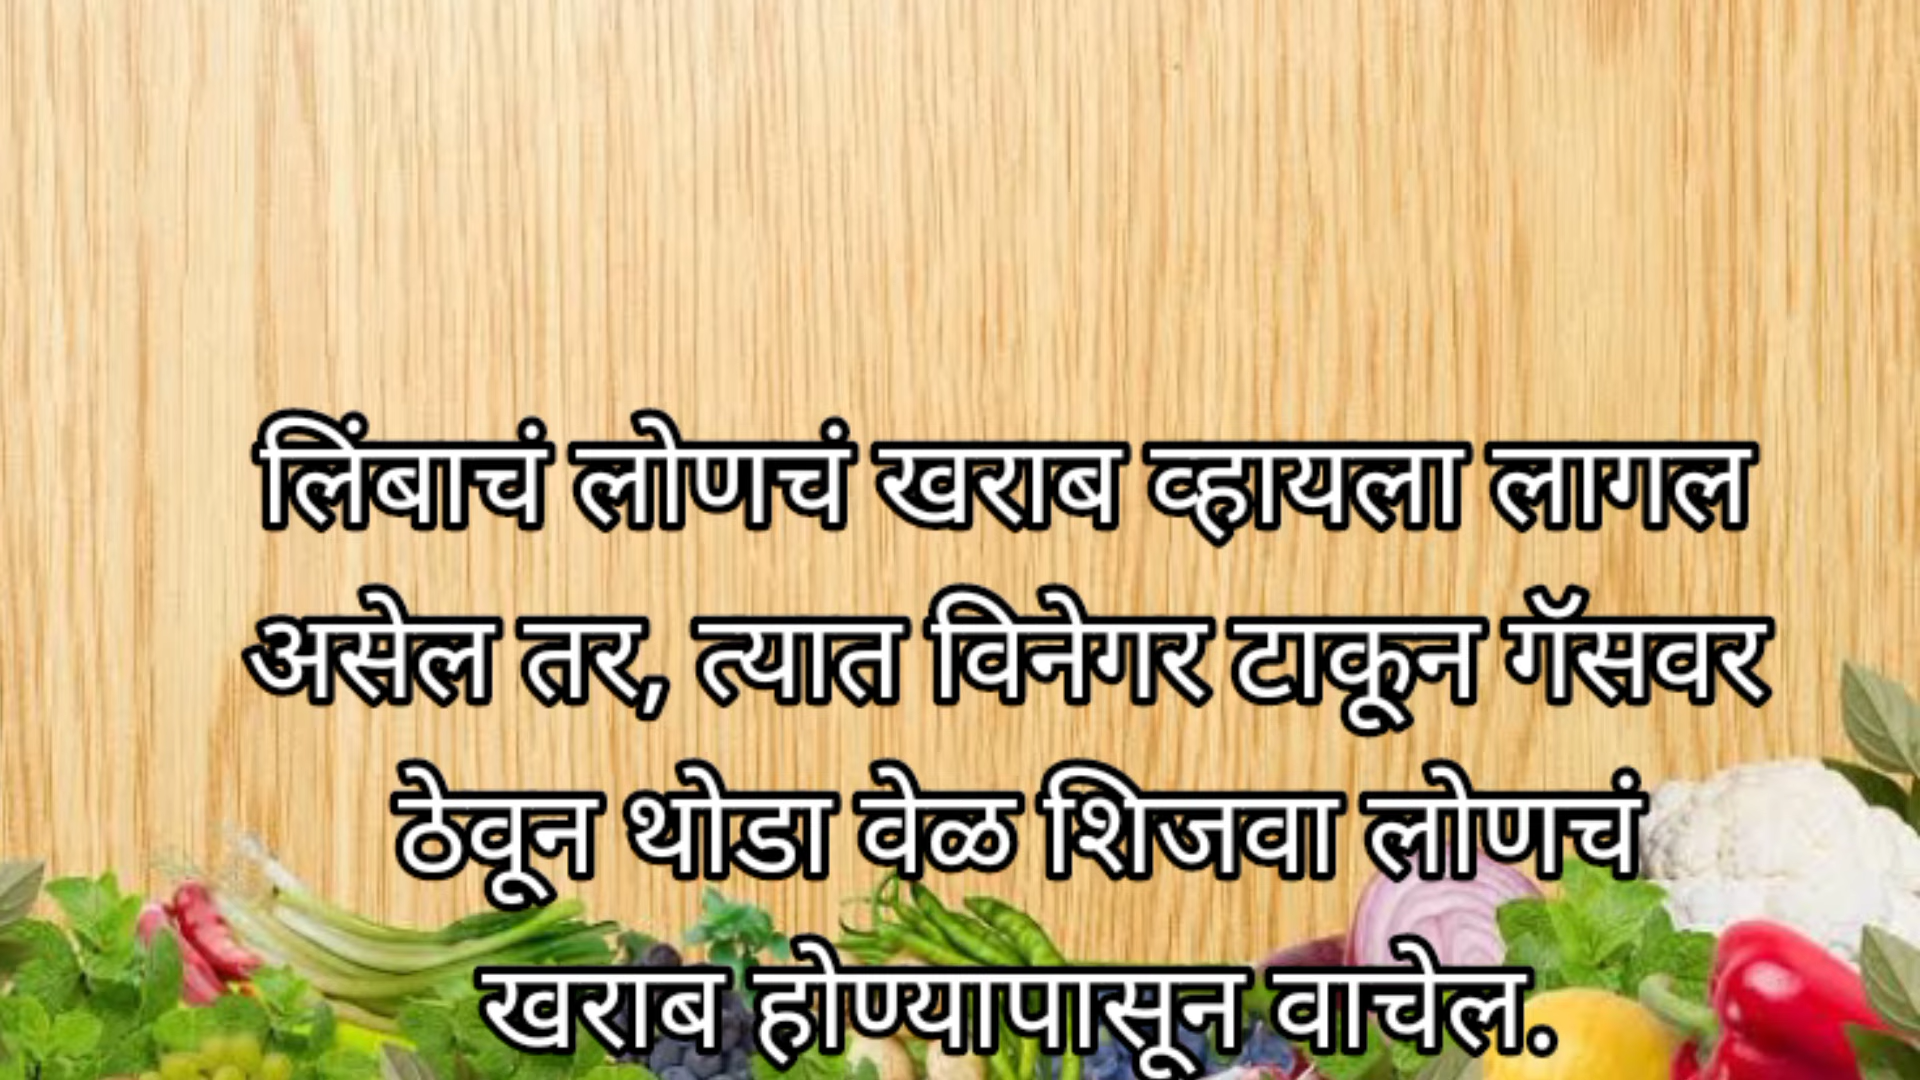 लिंबाचं लोणचं खराब व्हायला लागल
असेल तर, त्यात विनेगर टाकून गॅसवर
ठेवून थोडा वेळ शिजवा लोणचं
खराब होण्यापासून वाचेल.